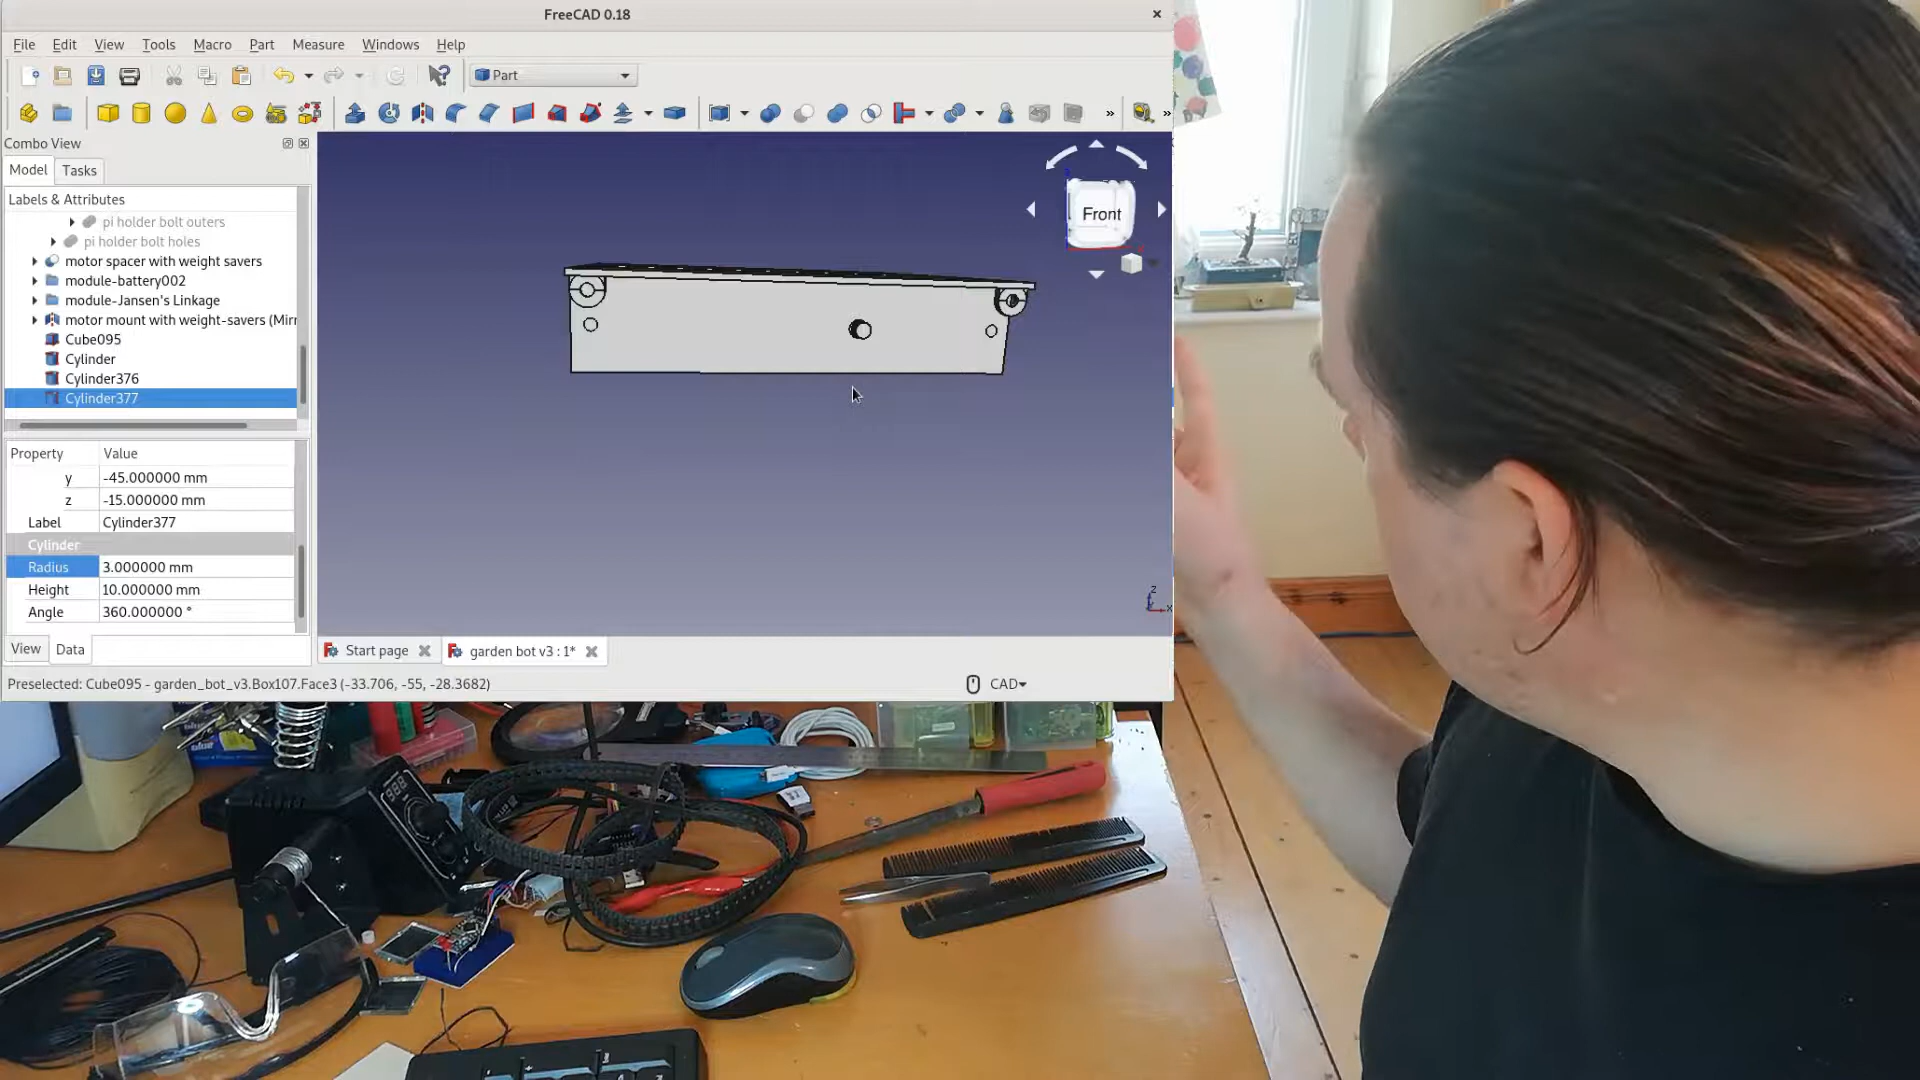 FreeCAD 0.18
File Edit View Tools Macro Part Measure Windows Help
Part
Combo View
Model Tasks
Labels & Attributes
pi holder bolt outers
pi holder bolt holes
motor spacer with weight savers
module-battery002
module-Jansen's Linkage
motor mount with weight-savers (Mirr
Cube095
Cylinder
Cylinder376
Cylinder377
Property Value
y -45.000000 mm
z -15.000000 mm
Label Cylinder377
Cylinder
Radius 3.000000 mm
Height 10.000000 mm
Angle 360.000000 °
View Data
Front
z
x
Start page garden bot v3 : 1*
Preselected: Cube095 - garden_bot_v3.Box107.Face3 (-33.706, -55, -28.3682)
CAD